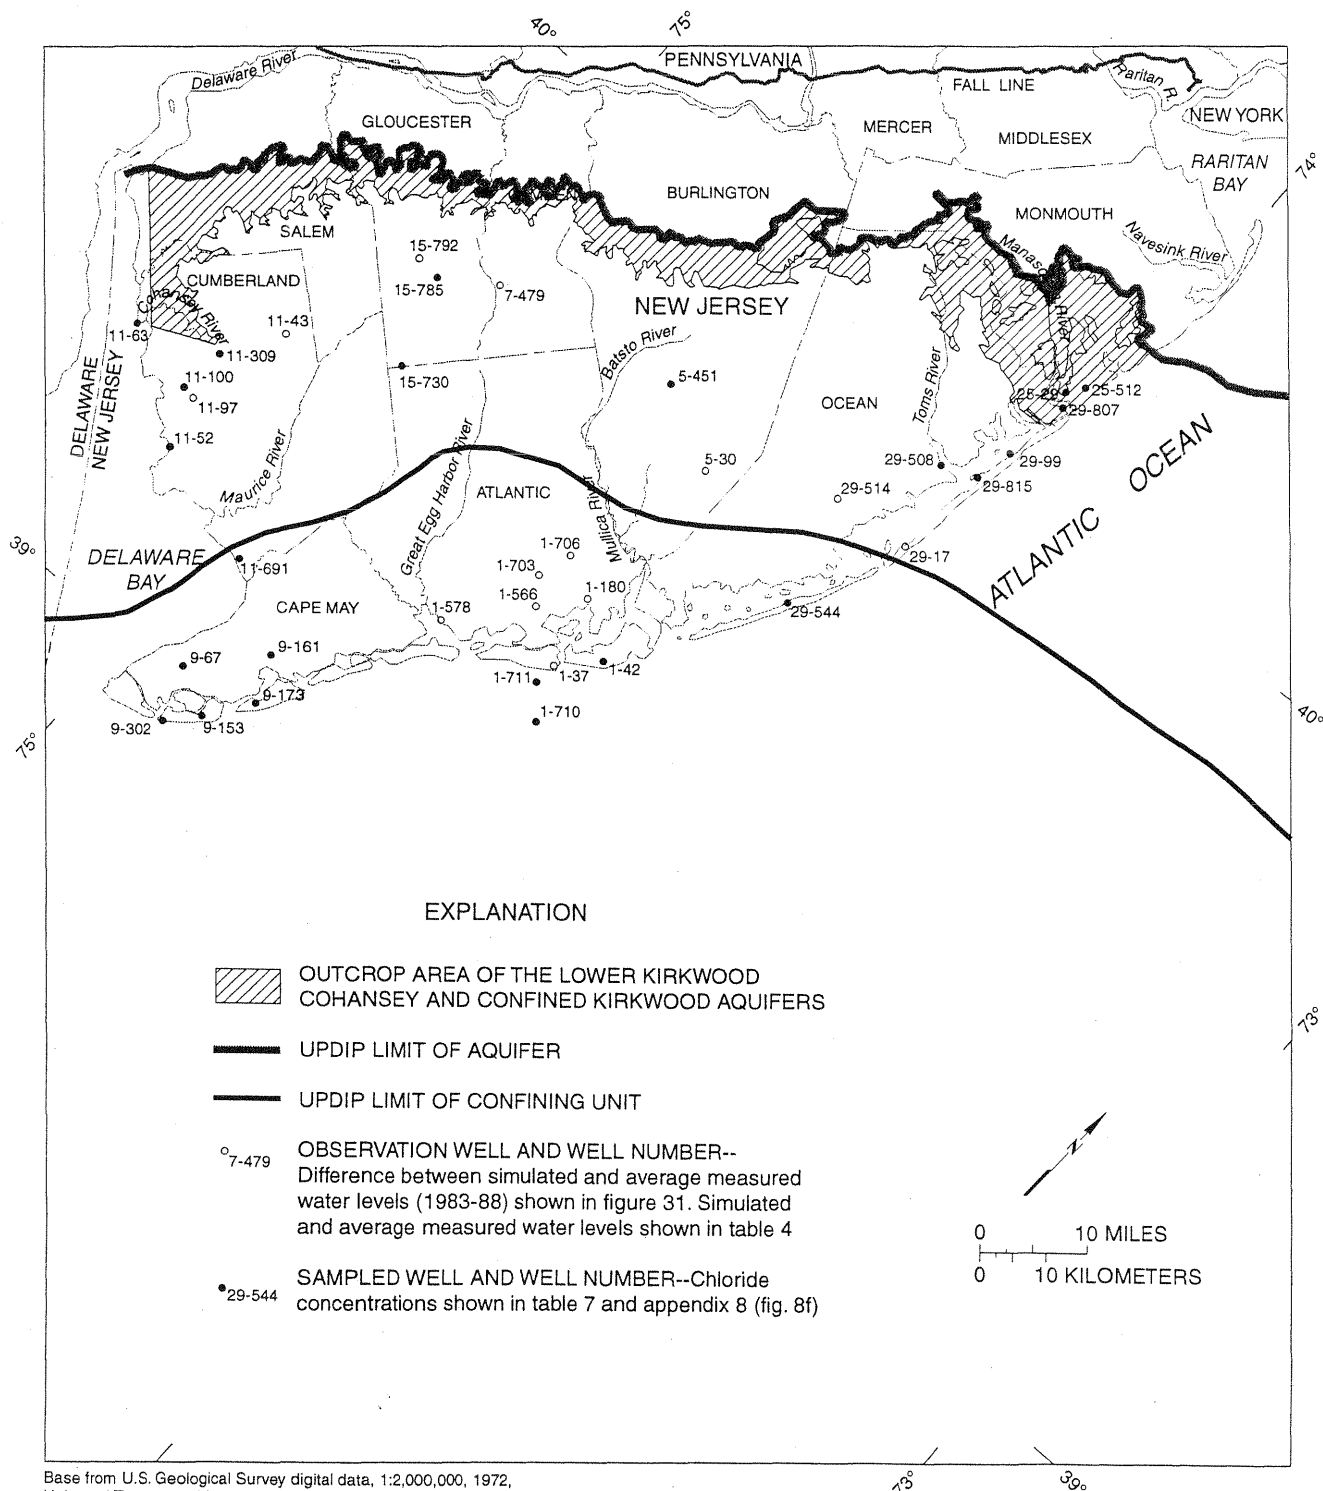 40°
75°
PENNSYLVANIA
Delaware River
FALL LINE
Raritan R.
NEW YORK
GLOUCESTER
MERCER
MIDDLESEX
RARITAN
BAY
74°
BURLINGTON
MONMOUTH
SALEM
Navesink River
15-792
CUMBERLAND
15-785
7-479
NEW JERSEY
Cohansey River
11-43
11-63
River
11-309
Batsto River
11-100
15-730
5-451
25-512
11-97
OCEAN
Toms River
29-807
DELAWARE
NEW JERSEY
11-52
Maurice River
Great Egg Harbor River
5-30
29-508
29-99
29-815
ATLANTIC
29-514
ATLANTIC OCEAN
Mullica River
39°
DELAWARE
BAY
11-691
1-706
1-703
29-17
1-566
1-180
CAPE MAY
1-578
29-544
9-67
9-161
1-711
1-37
1-42
9-173
1-710
9-302
9-153
75°
40°
EXPLANATION
OUTCROP AREA OF THE LOWER KIRKWOOD
COHANSEY AND CONFINED KIRKWOOD AQUIFERS
73°
UPDIP LIMIT OF AQUIFER
UPDIP LIMIT OF CONFINING UNIT
7-479
OBSERVATION WELL AND WELL NUMBER--
Difference between simulated and average measured
water levels (1983-88) shown in figure 31. Simulated
and average measured water levels shown in table 4
N
0 10 MILES
0 10 KILOMETERS
29-544
SAMPLED WELL AND WELL NUMBER--Chloride
concentrations shown in table 7 and appendix 8 (fig. 8f)
Base from U.S. Geological Survey digital data, 1:2,000,000, 1972,
73°
39°